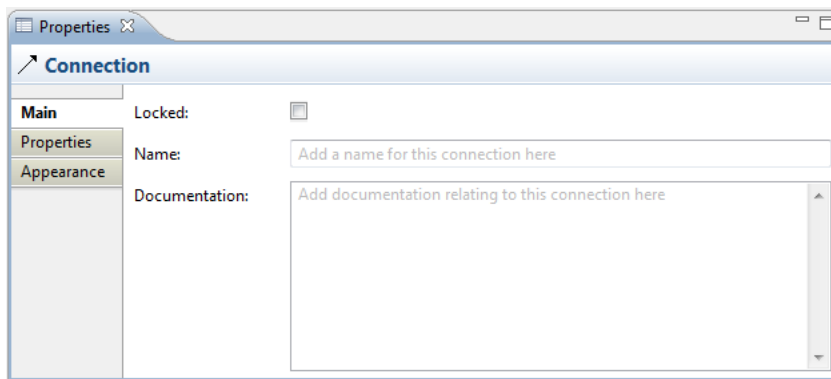 Properties
Connection
Main
Locked:
Properties
Name:
Add a name for this connection here
Appearance
Documentation:
Add documentation relating to this connection here